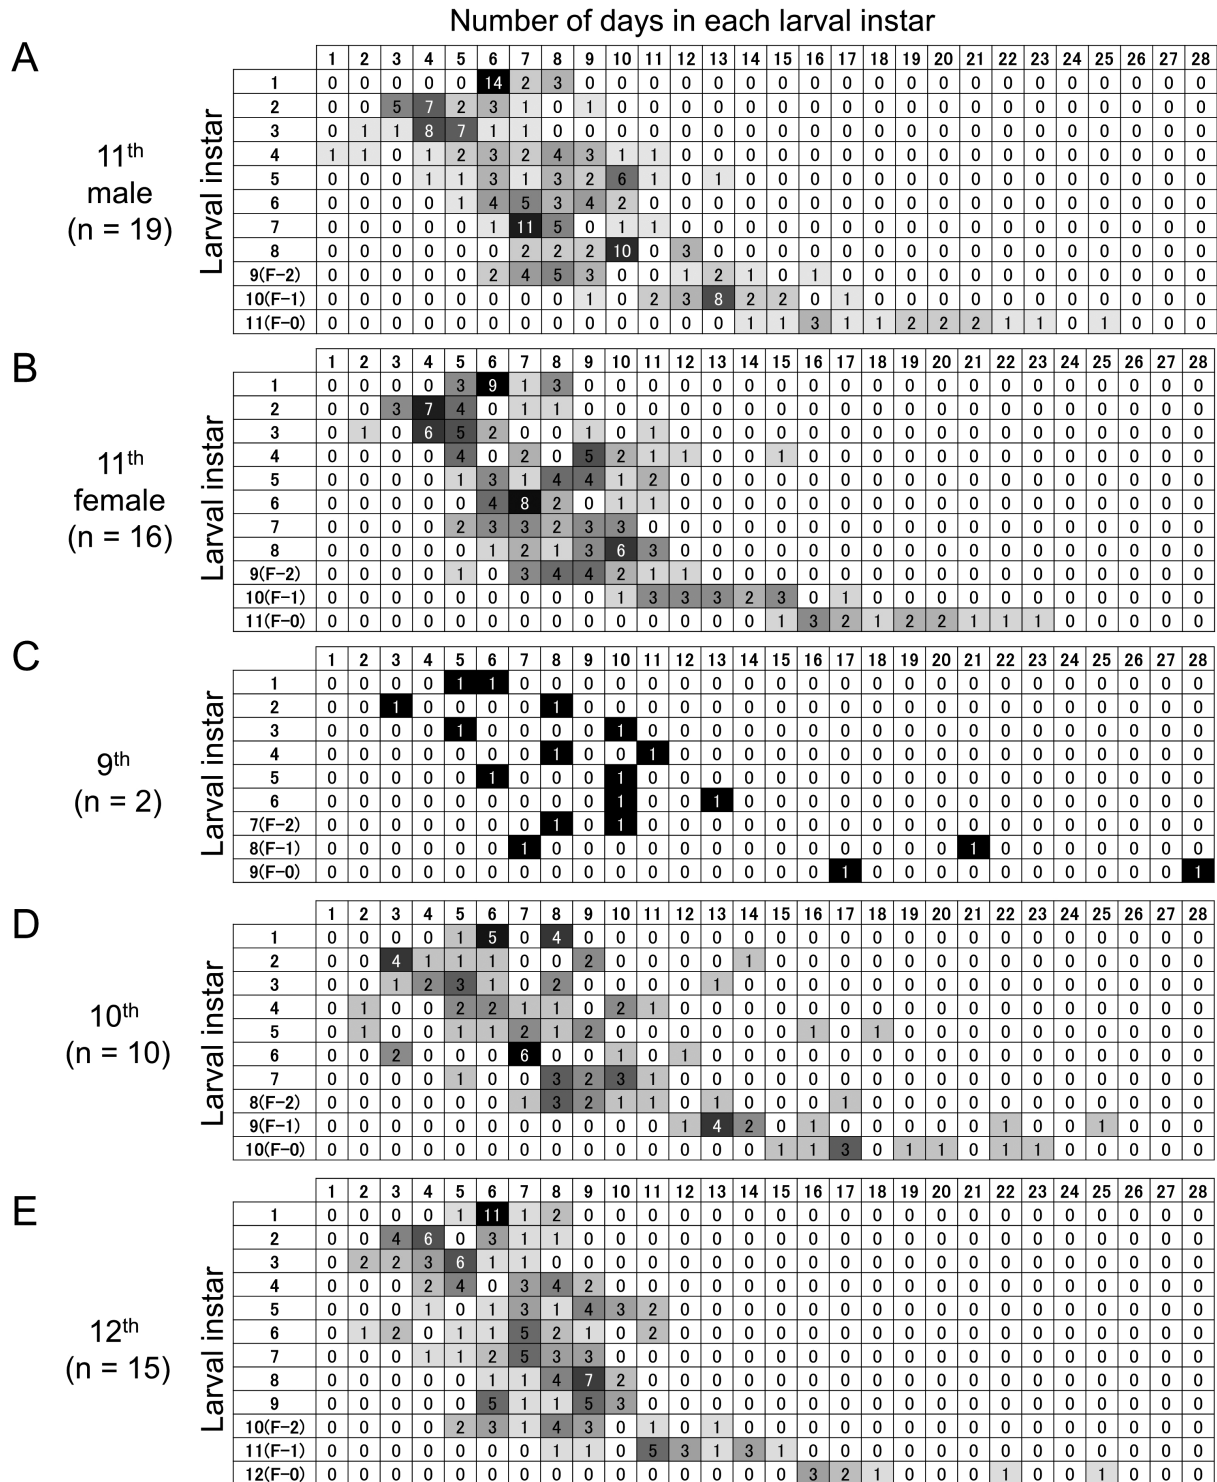 Number of days in each larval instar
A
11th
male
(n = 19)
Larval instar
1 2 3 4 5 6 7 8 9 10 11 12 13 14 15 16 17 18 19 20 21 22 23 24 25 26 27 28
1 0 0 0 0 0 14 2 3 0 0 0 0 0 0 0 0 0 0 0 0 0 0 0 0 0 0 0 0
2 0 0 5 7 2 3 1 0 1 0 0 0 0 0 0 0 0 0 0 0 0 0 0 0 0 0 0 0
3 0 1 1 8 7 1 1 0 0 0 0 0 0 0 0 0 0 0 0 0 0 0 0 0 0 0 0 0
4 1 1 0 1 2 3 2 4 3 1 1 0 0 0 0 0 0 0 0 0 0 0 0 0 0 0 0 0
5 0 0 0 1 1 3 1 3 2 6 1 0 1 0 0 0 0 0 0 0 0 0 0 0 0 0 0 0
6 0 0 0 0 1 4 5 3 4 2 0 0 0 0 0 0 0 0 0 0 0 0 0 0 0 0 0 0
7 0 0 0 0 0 1 11 5 0 1 1 0 0 0 0 0 0 0 0 0 0 0 0 0 0 0 0 0
8 0 0 0 0 0 0 2 2 2 10 0 3 0 0 0 0 0 0 0 0 0 0 0 0 0 0 0 0
9(F−2) 0 0 0 0 0 2 4 5 3 0 0 1 2 1 0 1 0 0 0 0 0 0 0 0 0 0 0 0
10(F−1) 0 0 0 0 0 0 0 0 1 0 2 3 8 2 2 0 1 0 0 0 0 0 0 0 0 0 0 0
11(F−0) 0 0 0 0 0 0 0 0 0 0 0 0 0 1 1 3 1 1 2 2 2 1 1 0 1 0 0 0
B
11th
female
(n = 16)
Larval instar
1 2 3 4 5 6 7 8 9 10 11 12 13 14 15 16 17 18 19 20 21 22 23 24 25 26 27 28
1 0 0 0 0 3 9 1 3 0 0 0 0 0 0 0 0 0 0 0 0 0 0 0 0 0 0 0 0
2 0 0 3 7 4 0 1 1 0 0 0 0 0 0 0 0 0 0 0 0 0 0 0 0 0 0 0 0
3 0 1 0 6 5 2 0 0 1 0 1 0 0 0 0 0 0 0 0 0 0 0 0 0 0 0 0 0
4 0 0 0 0 4 0 2 0 5 2 1 1 0 0 1 0 0 0 0 0 0 0 0 0 0 0 0 0
5 0 0 0 0 1 3 1 4 4 1 2 0 0 0 0 0 0 0 0 0 0 0 0 0 0 0 0 0
6 0 0 0 0 0 4 8 2 0 1 1 0 0 0 0 0 0 0 0 0 0 0 0 0 0 0 0 0
7 0 0 0 0 2 3 3 2 3 3 0 0 0 0 0 0 0 0 0 0 0 0 0 0 0 0 0 0
8 0 0 0 0 0 1 2 1 3 6 3 0 0 0 0 0 0 0 0 0 0 0 0 0 0 0 0 0
9(F−2) 0 0 0 0 1 0 3 4 4 2 1 1 0 0 0 0 0 0 0 0 0 0 0 0 0 0 0 0
10(F−1) 0 0 0 0 0 0 0 0 0 1 3 3 3 2 3 0 1 0 0 0 0 0 0 0 0 0 0 0
11(F−0) 0 0 0 0 0 0 0 0 0 0 0 0 0 0 1 3 2 1 2 2 1 1 1 0 0 0 0 0
C
9th
(n = 2)
Larval instar
1 2 3 4 5 6 7 8 9 10 11 12 13 14 15 16 17 18 19 20 21 22 23 24 25 26 27 28
1 0 0 0 0 1 1 0 0 0 0 0 0 0 0 0 0 0 0 0 0 0 0 0 0 0 0 0 0
2 0 0 1 0 0 0 0 1 0 0 0 0 0 0 0 0 0 0 0 0 0 0 0 0 0 0 0 0
3 0 0 0 0 1 0 0 0 0 1 0 0 0 0 0 0 0 0 0 0 0 0 0 0 0 0 0 0
4 0 0 0 0 0 0 0 1 0 0 1 0 0 0 0 0 0 0 0 0 0 0 0 0 0 0 0 0
5 0 0 0 0 0 1 0 0 0 1 0 0 0 0 0 0 0 0 0 0 0 0 0 0 0 0 0 0
6 0 0 0 0 0 0 0 0 0 1 0 0 1 0 0 0 0 0 0 0 0 0 0 0 0 0 0 0
7(F−2) 0 0 0 0 0 0 0 1 0 1 0 0 0 0 0 0 0 0 0 0 0 0 0 0 0 0 0 0
8(F−1) 0 0 0 0 0 0 1 0 0 0 0 0 0 0 0 0 0 0 0 0 1 0 0 0 0 0 0 0
9(F−0) 0 0 0 0 0 0 0 0 0 0 0 0 0 0 0 0 1 0 0 0 0 0 0 0 0 0 0 1
D
10th
(n = 10)
Larval instar
1 2 3 4 5 6 7 8 9 10 11 12 13 14 15 16 17 18 19 20 21 22 23 24 25 26 27 28
1 0 0 0 0 1 5 0 4 0 0 0 0 0 0 0 0 0 0 0 0 0 0 0 0 0 0 0 0
2 0 0 4 1 1 1 0 0 2 0 0 0 0 1 0 0 0 0 0 0 0 0 0 0 0 0 0 0
3 0 0 1 2 3 1 0 2 0 0 0 0 1 0 0 0 0 0 0 0 0 0 0 0 0 0 0 0
4 0 1 0 0 2 2 1 1 0 2 1 0 0 0 0 0 0 0 0 0 0 0 0 0 0 0 0 0
5 0 1 0 0 1 1 2 1 2 0 0 0 0 0 0 1 0 1 0 0 0 0 0 0 0 0 0 0
6 0 0 2 0 0 0 6 0 0 1 0 1 0 0 0 0 0 0 0 0 0 0 0 0 0 0 0 0
7 0 0 0 0 1 0 0 3 2 3 1 0 0 0 0 0 0 0 0 0 0 0 0 0 0 0 0 0
8(F−2) 0 0 0 0 0 0 1 3 2 1 1 0 1 0 0 0 1 0 0 0 0 0 0 0 0 0 0 0
9(F−1) 0 0 0 0 0 0 0 0 0 0 0 1 4 2 0 1 0 0 0 0 0 1 0 0 1 0 0 0
10(F−0) 0 0 0 0 0 0 0 0 0 0 0 0 0 0 1 1 3 0 1 1 0 1 1 0 0 0 0 0
E
12th
(n = 15)
Larval instar
1 2 3 4 5 6 7 8 9 10 11 12 13 14 15 16 17 18 19 20 21 22 23 24 25 26 27 28
1 0 0 0 0 1 11 1 2 0 0 0 0 0 0 0 0 0 0 0 0 0 0 0 0 0 0 0 0
2 0 0 4 6 0 3 1 1 0 0 0 0 0 0 0 0 0 0 0 0 0 0 0 0 0 0 0 0
3 0 2 2 3 6 1 1 0 0 0 0 0 0 0 0 0 0 0 0 0 0 0 0 0 0 0 0 0
4 0 0 0 2 4 0 3 4 2 0 0 0 0 0 0 0 0 0 0 0 0 0 0 0 0 0 0 0
5 0 0 0 1 0 1 3 1 4 3 2 0 0 0 0 0 0 0 0 0 0 0 0 0 0 0 0 0
6 0 1 2 0 1 1 5 2 1 0 2 0 0 0 0 0 0 0 0 0 0 0 0 0 0 0 0 0
7 0 0 0 1 1 2 5 3 3 0 0 0 0 0 0 0 0 0 0 0 0 0 0 0 0 0 0 0
8 0 0 0 0 0 1 1 4 7 2 0 0 0 0 0 0 0 0 0 0 0 0 0 0 0 0 0 0
9 0 0 0 0 0 5 1 1 5 3 0 0 0 0 0 0 0 0 0 0 0 0 0 0 0 0 0 0
10(F−2) 0 0 0 0 2 3 1 4 3 0 1 0 1 0 0 0 0 0 0 0 0 0 0 0 0 0 0 0
11(F−1) 0 0 0 0 0 0 0 1 1 0 5 3 1 3 1 0 0 0 0 0 0 0 0 0 0 0 0 0
12(F−0) 0 0 0 0 0 0 0 0 0 0 0 0 0 0 0 3 2 1 0 0 0 1 0 0 1 0 0 0